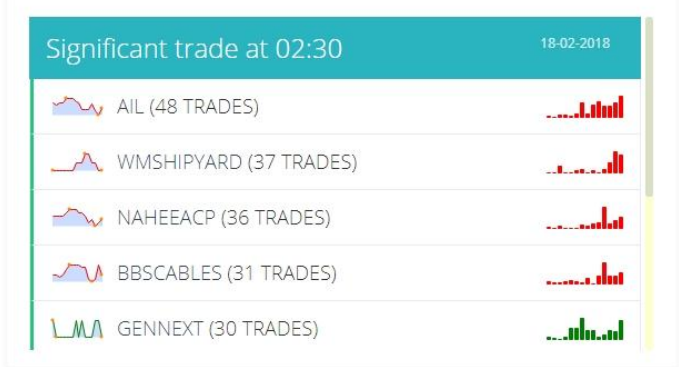 Significant trade at 02:30 18-02-2018
AIL (48 TRADES)
WMSHIPYARD (37 TRADES)
NAHEEACP (36 TRADES)
BBSCABLES (31 TRADES)
GENNEXT (30 TRADES)